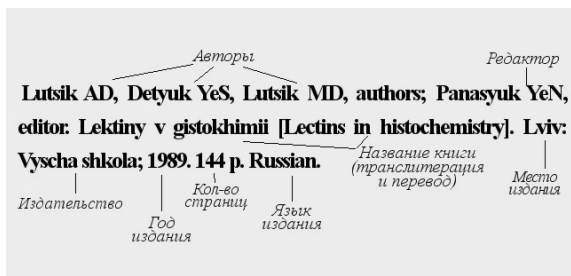 Авторы
Редактор
Lutsik AD, Detyuk YeS, Lutsik MD, authors; Panasyuk YeN,
editor. Lektiny v gistokhimii [Lectins in histochemistry]. Lviv:
Vyscha shkola; 1989. 144 p. Russian.
Название книги
(транслитерация
и перевод)
Место
издания
Издательство
Кол-во
страниц
Год
издания
Язык
издания